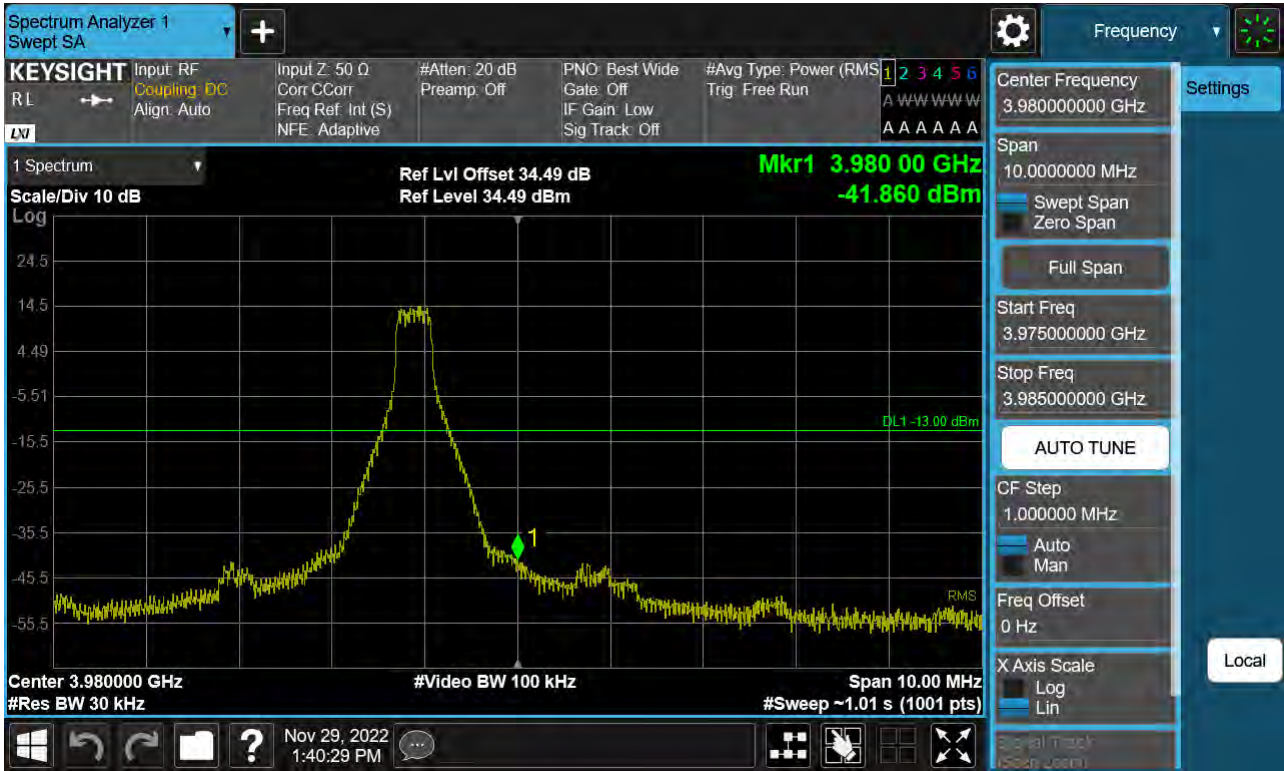 Spectrum Analyzer 1
Swept SA
+
Frequency
KEYSIGHT
RL
LXI
Input: RF
Coupling: DC
Align: Auto
Input Z: 50 Ω
Corr CCorr
Freq Ref: Int (S)
NFE: Adaptive
#Atten: 20 dB
Preamp: Off
PNO: Best Wide
Gate: Off
IF Gain: Low
Sig Track: Off
#Avg Type: Power (RMS
Trig: Free Run
1 2 3 4 5 6
A W W W W W
A A A A A A
1 Spectrum
Scale/Div 10 dB
Log
Ref Lvl Offset 34.49 dB
Ref Level 34.49 dBm
Mkr1 3.980 00 GHz
-41.860 dBm
24.5
14.5
4.49
-5.51
-15.5
-25.5
-35.5
-45.5
-55.5
DL1 -13.00 dBm
1
RMS
Center 3.980000 GHz
#Res BW 30 kHz
#Video BW 100 kHz
Span 10.00 MHz
#Sweep ~1.01 s (1001 pts)
Center Frequency
3.980000000 GHz
Settings
Span
10.0000000 MHz
Swept Span
Zero Span
Full Span
Start Freq
3.975000000 GHz
Stop Freq
3.985000000 GHz
AUTO TUNE
CF Step
1.000000 MHz
Auto
Man
Freq Offset
0 Hz
X Axis Scale
Log
Lin
Signal Track
(Span Zoom)
Local
?
Nov 29, 2022
1:40:29 PM